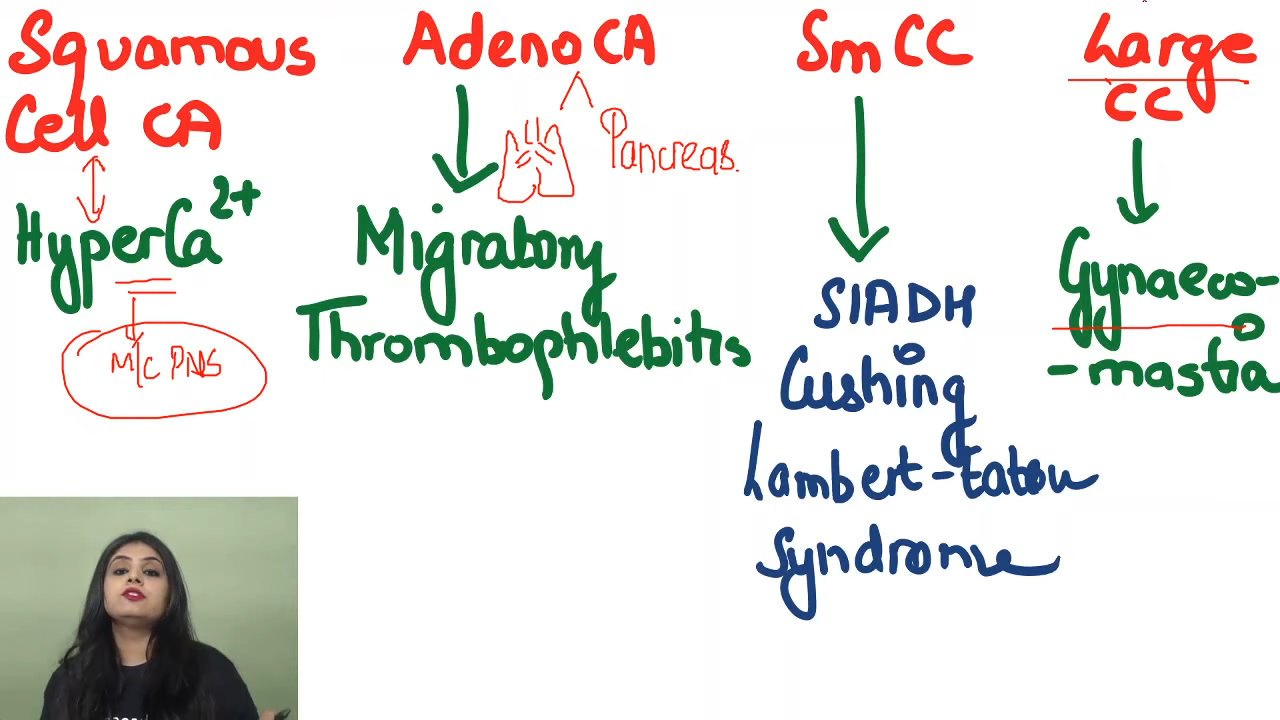 Squamous
Cell CA
HyperCa2+
M/C PNS
Adeno CA
Pancreas.
Migratory
Thrombophlebitis
Sm CC
SIADH
Cushing
Lambert-Eaton
Syndrome
Large
CC
Gynaeco-
-mastia